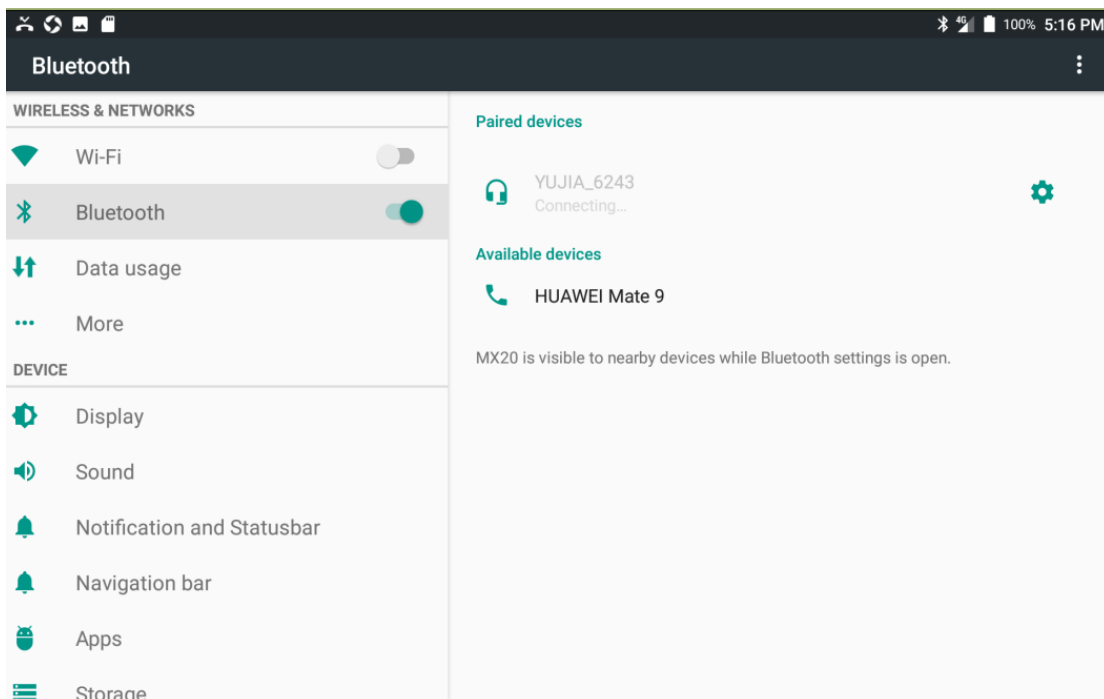 4G 100% 5:16 PM
Bluetooth
WIRELESS & NETWORKS
Wi-Fi
Bluetooth
Data usage
More
DEVICE
Display
Sound
Notification and Statusbar
Navigation bar
Apps
Storage
Paired devices
YUJIA_6243
Connecting...
Available devices
HUAWEI Mate 9
MX20 is visible to nearby devices while Bluetooth settings is open.